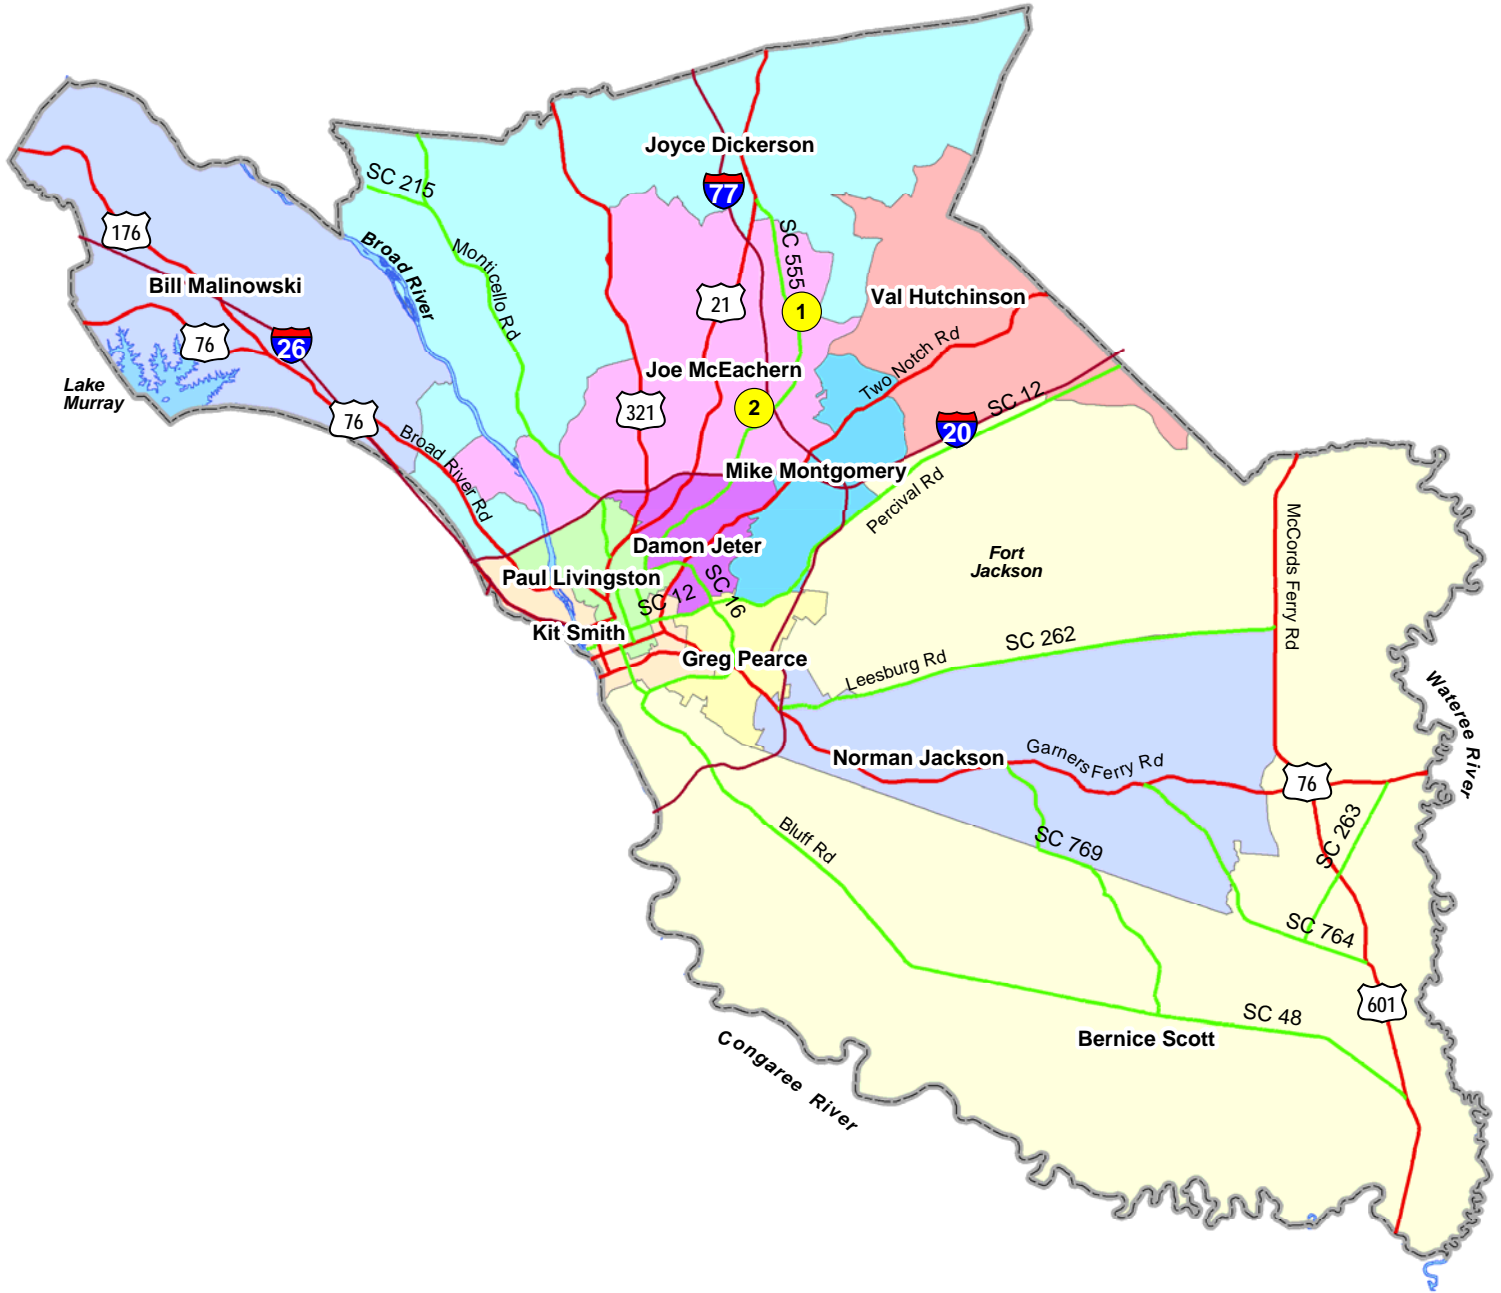 Joyce Dickerson
SC 215
77
176
Broad River
Monticello Rd
SC 555
Bill Malinowski
Val Hutchinson
21
1
76
26
Two Notch Rd
Joe McEachern
Lake
Murray
SC 12
76
321
2
20
Broad River Rd
Mike Montgomery
Percival Rd
McCords Ferry Rd
Damon Jeter
Fort
Jackson
Paul Livingston
SC 12
SC 16
Kit Smith
SC 262
Greg Pearce
Leesburg Rd
Wateree River
Norman Jackson
Garners Ferry Rd
76
Bluff Rd
SC 769
SC 263
SC 764
601
SC 48
Bernice Scott
Congaree River